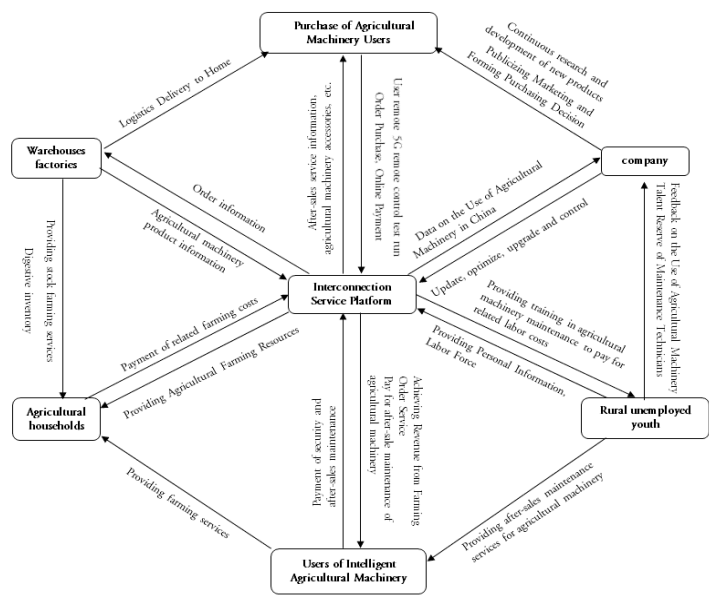 Purchase of Agricultural
Machinery Users
Continuous research and
development of new products
Publicizing Marketing and
Forming Purchasing Decision
Logistics Delivery to Home
After-sales service information,
agricultural machinery accessories, etc.
User remote 5G remote control test run
Order Purchase, Online Payment
Warehouses
factories
company
Order information
Agricultural machinery
product information
Data on the Use of Agricultural
Machinery in China
Update, optimize, upgrade and control
Providing stock farming services
Digestive inventory
Feedback on the Use of Agricultural Machinery
Talent Reserve of Maintenance Technicians
Interconnection
Service Platform
Payment of related farming costs
Providing Agricultural Farming Resources
Providing training in agricultural
machinery maintenance to pay for
related labor costs
Providing Personal Information,
Labor Force
Agricultural
households
Rural unemployed
youth
Payment of security and
after-sales maintenance
Achieving Revenue from Farming
Order Service
Pay for after-sale maintenance of
agricultural machinery
Providing farming services
Providing after-sales maintenance
services for agricultural machinery
Users of Intelligent
Agricultural Machinery